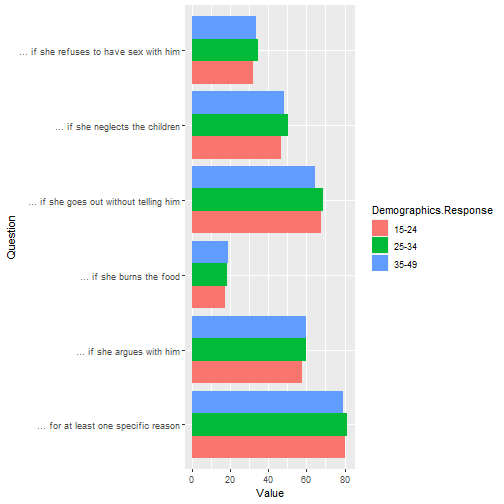 Question
... if she refuses to have sex with him
... if she neglects the children
... if she goes out without telling him
... if she burns the food
... if she argues with him
... for at least one specific reason
0 20 40 60 80
Value
Demographics.Response
15-24
25-34
35-49